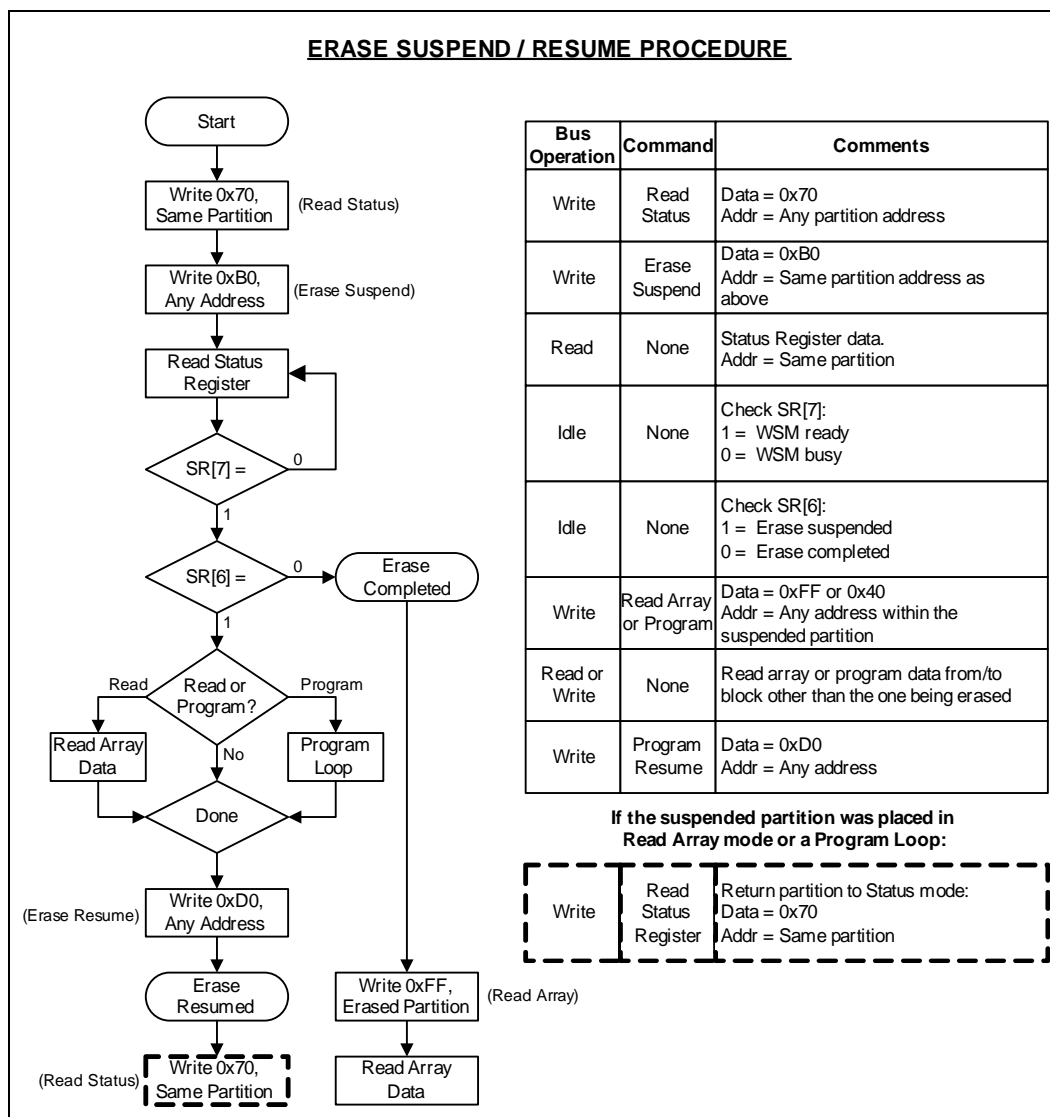 ERASE SUSPEND / RESUME PROCEDURE
Start
Write 0x70,
Same Partition
(Read Status)
Write 0xB0,
Any Address
(Erase Suspend)
Read Status
Register
SR[7] =
0
1
SR[6] =
0
Erase
Completed
1
Read
Read or
Program?
Program
Read Array
Data
No
Program
Loop
Done
(Erase Resume)
Write 0xD0,
Any Address
Erase
Resumed
Write 0xFF,
Erased Partition
(Read Array)
(Read Status)
Write 0x70,
Same Partition
Read Array
Data
Bus
Operation
Command
Comments
Write
Read
Status
Data = 0x70
Addr = Any partition address
Write
Erase
Suspend
Data = 0xB0
Addr = Same partition address as
above
Read
None
Status Register data.
Addr = Same partition
Idle
None
Check SR[7]:
1 = WSM ready
0 = WSM busy
Idle
None
Check SR[6]:
1 = Erase suspended
0 = Erase completed
Write
Read Array
or Program
Data = 0xFF or 0x40
Addr = Any address within the
suspended partition
Read or
Write
None
Read array or program data from/to
block other than the one being erased
Write
Program
Resume
Data = 0xD0
Addr = Any address
If the suspended partition was placed in
Read Array mode or a Program Loop:
Write
Read
Status
Register
Return partition to Status mode:
Data = 0x70
Addr = Same partition